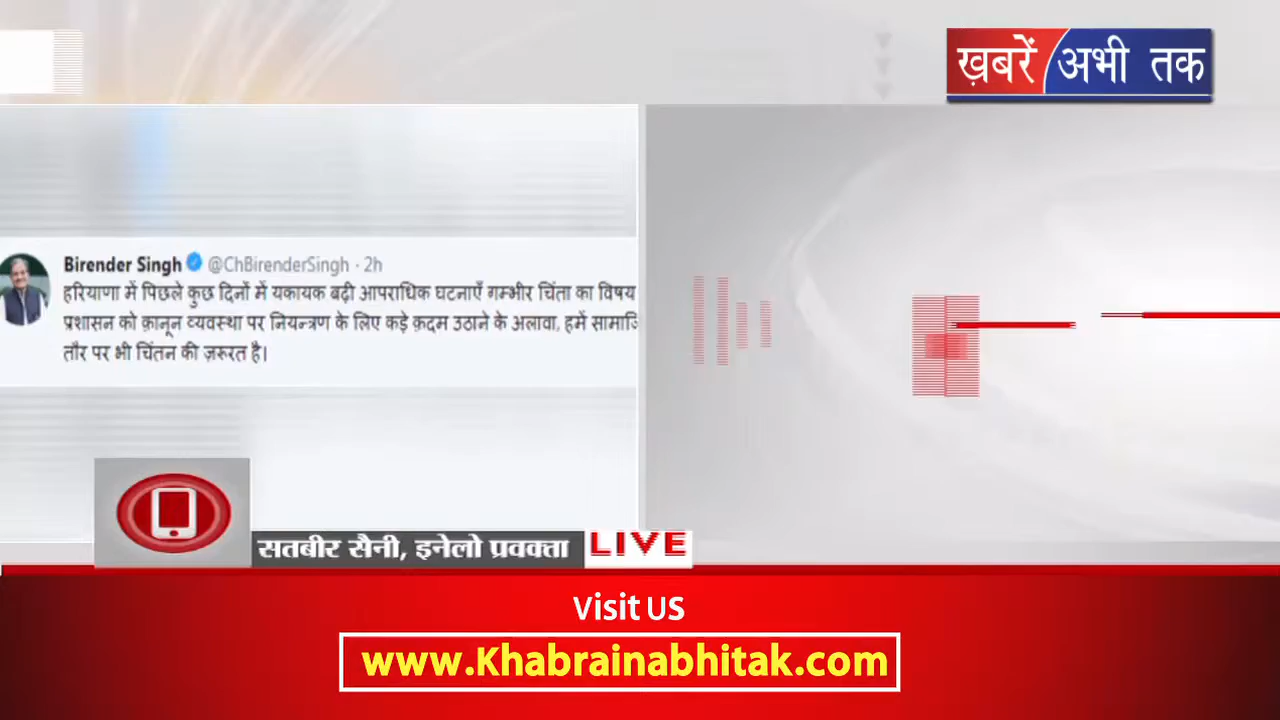 ख़बरें अभी तक
Birender Singh @ChBirenderSingh · 2h
हरियाणा में पिछले कुछ दिनों में यकायक बढ़ी आपराधिक घटनाएँ गम्भीर चिंता का विषय
प्रशासन को क़ानून व्यवस्था पर नियन्त्रण के लिए कड़े क़दम उठाने के अलावा, हमें
तौर पर भी चिंतन की ज़रूरत है।
सतबीर सैनी, इनेलो प्रवक्ता LIVE
Visit US
www.Khabrainabhitak.com